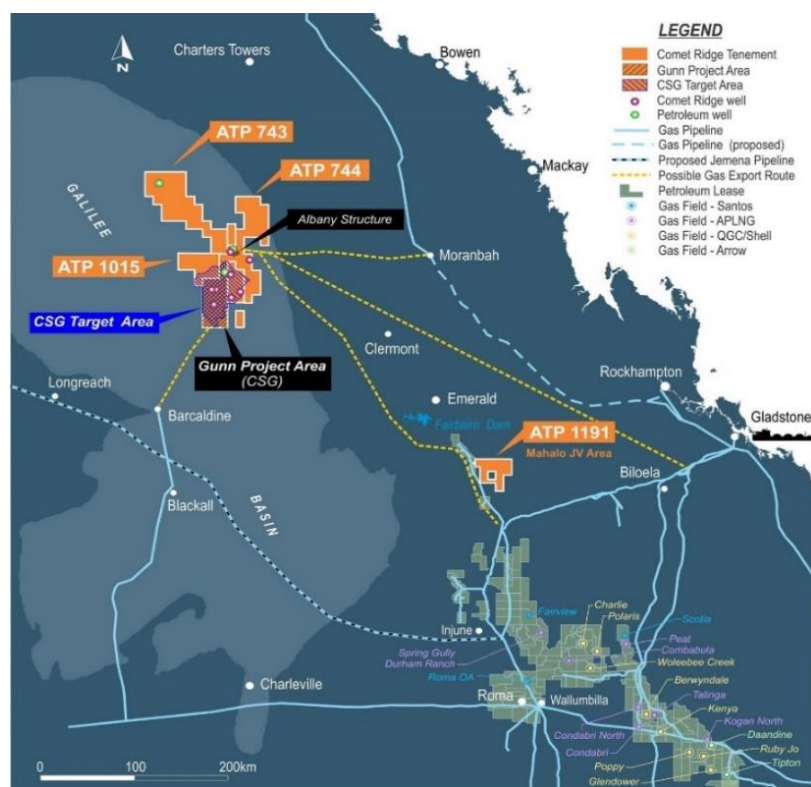 LEGEND
Comet Ridge Tenement
Gunn Project Area
CSG Target Area
Comet Ridge well
Petroleum well
Gas Pipeline
Gas Pipeline (proposed)
Proposed Jemena Pipeline
Possible Gas Export Route
Petroleum Lease
Gas Field - Santos
Gas Field - APLNG
Gas Field - QGC/Shell
Gas Field - Arrow
N
Charters Towers
Bowen
ATP 743
ATP 744
Mackay
GALILEE
Albany Structure
ATP 1015
Moranbah
CSG Target Area
Clermont
Gunn Project Area
(CSG)
Longreach
Rockhampton
Barcaldine
Emerald
Gladstone
Fairbairn Dam
ATP 1191
Mahalo JV Area
Biloela
Blackall
BASIN
Charlie
Fairview
Polaris
Scotia
Injune
Peat
Spring Gully
Combabula
Durham Ranch
Woleebee Creek
Roma OA
Berwyndale
Charleville
Roma
Wallumbilla
Talinga
Kenya
Condabri North
Kogan North
Daandine
Condabri
Ruby Jo
Poppy
Glendower
Tipton
0 100 200km